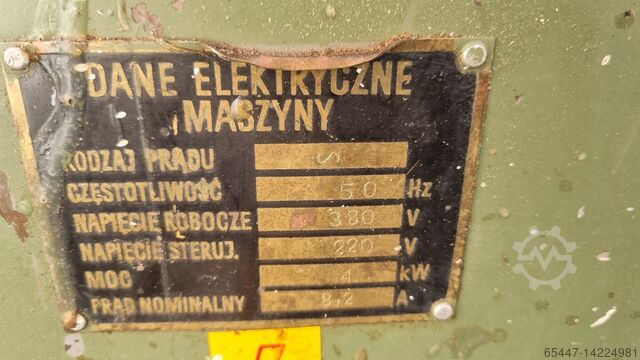 DANE ELEKTRYCZNE
MASZYNY
RODZAJ PRĄDU
CZĘSTOTLIWOŚĆ 50 Hz
NAPIĘCIE ROBOCZE 380 V
NAPIĘCIE STERUJ. 220 V
MOC 4 kW
PRĄD NOMINALNY 8,2 A
65447-14224981